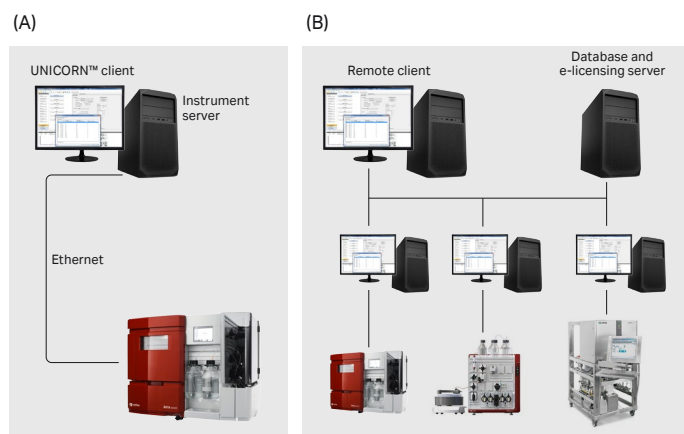 (A)
UNICORN™ client
Instrument
server
Ethernet
(B)
Remote client
Database and
e-licensing server